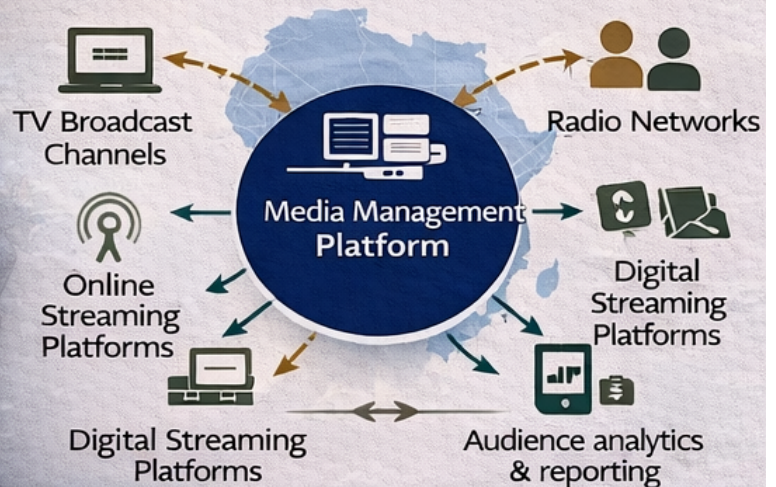 TV Broadcast
Channels
Radio Networks
Media Management
Platform
Online
Streaming
Platforms
Digital
Streaming
Platforms
Digital Streaming
Platforms
Audience analytics
& reporting